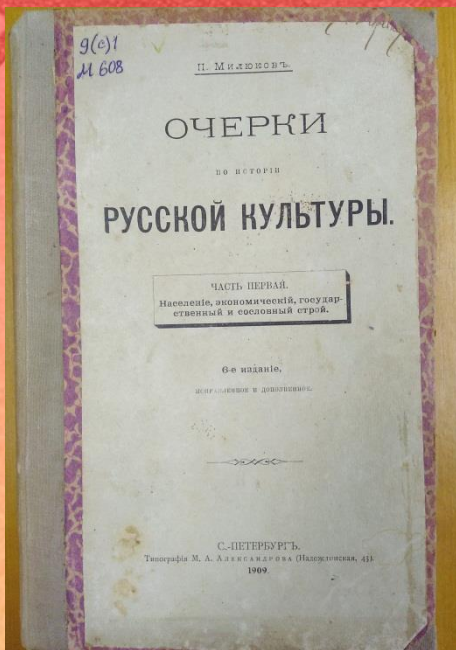 9(с)1
М 608
П. Милюковъ.
ОЧЕРКИ
ПО ИСТОРІИ
РУССКОЙ КУЛЬТУРЫ.
ЧАСТЬ ПЕРВАЯ.
Населеніе, экономическій, государ-
ственный и сословный строй.
6-е изданіе,
ИСПРАВЛЕННОЕ И ДОПОЛНЕННОЕ.
С.-ПЕТЕРБУРГЪ.
Типографія М. А. Александрова (Надеждинская, 43).
1909.